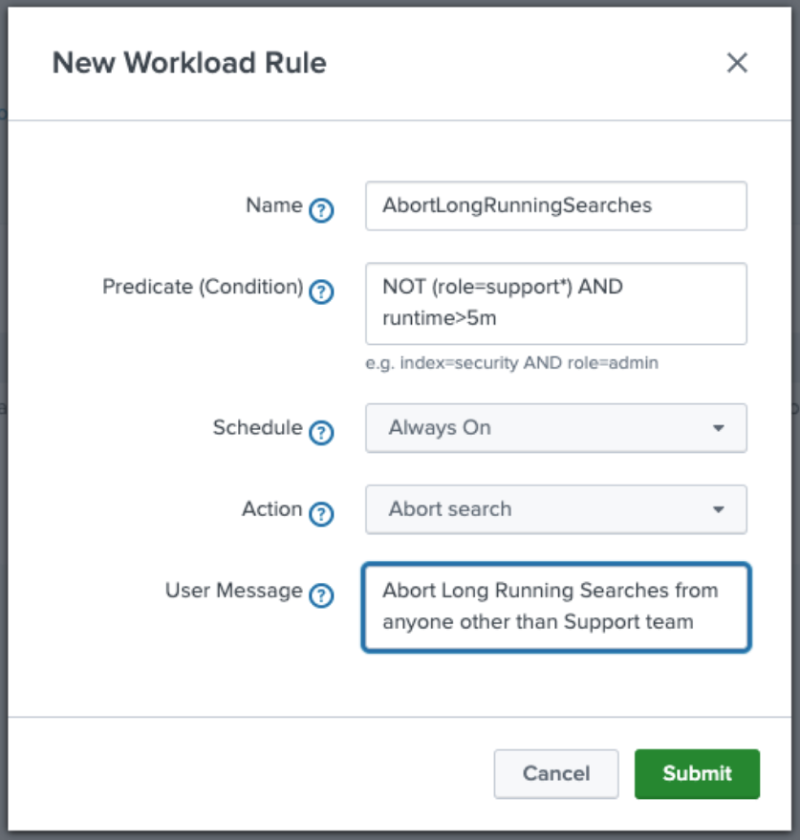 New Workload Rule
Name ? AbortLongRunningSearches
Predicate (Condition) ? NOT (role=support*) AND
runtime>5m
e.g. index=security AND role=admin
Schedule ? Always On
Action ? Abort search
User Message ? Abort Long Running Searches from
anyone other than Support team
Cancel Submit